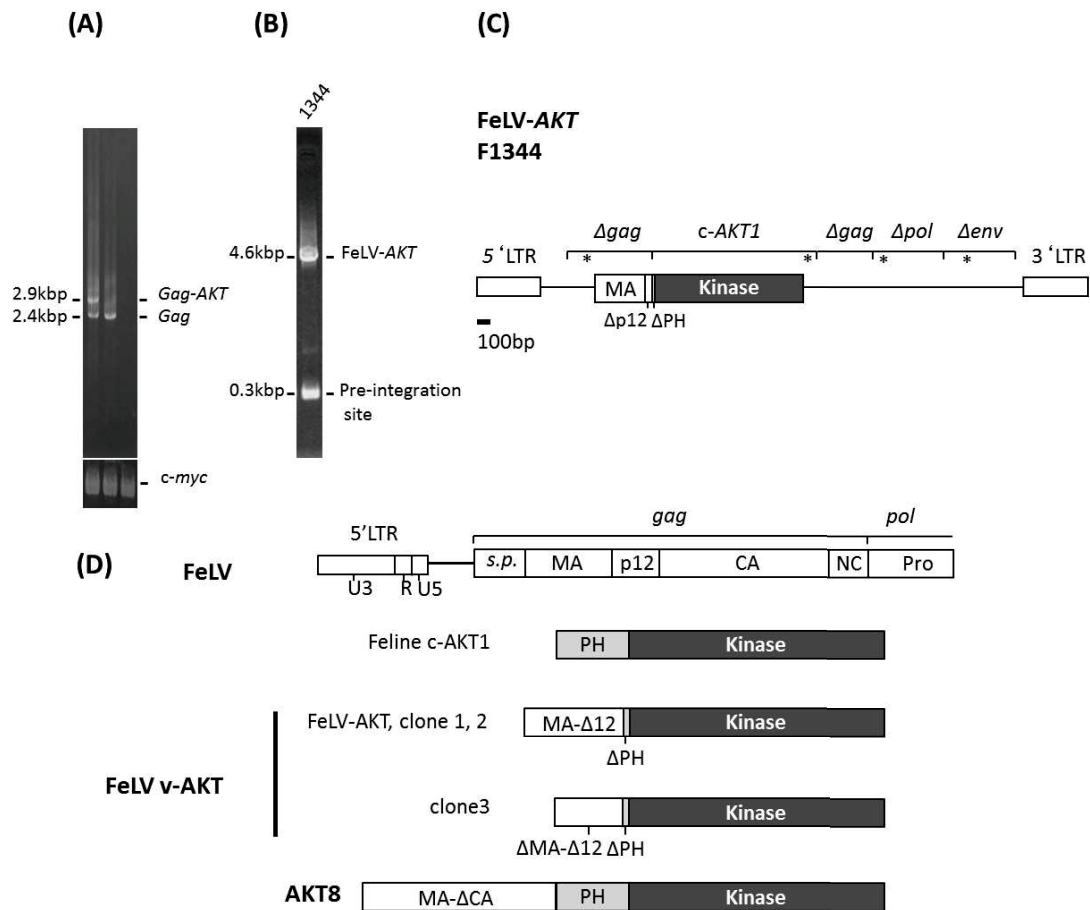 (A)
2.9kbp
2.4kbp
Gag-AKT
Gag
c-myc
(B)
1344
4.6kbp
FeLV-AKT
0.3kbp
Pre-integration
site
(C)
FeLV-AKT
F1344
Δgag c-AKT1 Δgag Δpol Δenv
5 'LTR * * * * 3 'LTR
MA Kinase
Δp12 ΔPH
100bp
(D)
gag pol
5'LTR
FeLV s.p. MA p12 CA NC Pro
U3 R U5
Feline c-AKT1 PH Kinase
FeLV-AKT, clone 1, 2 MA-Δ12 Kinase
ΔPH
FeLV v-AKT
clone3 Kinase
ΔMA-Δ12 ΔPH
AKT8 MA-ΔCA PH Kinase